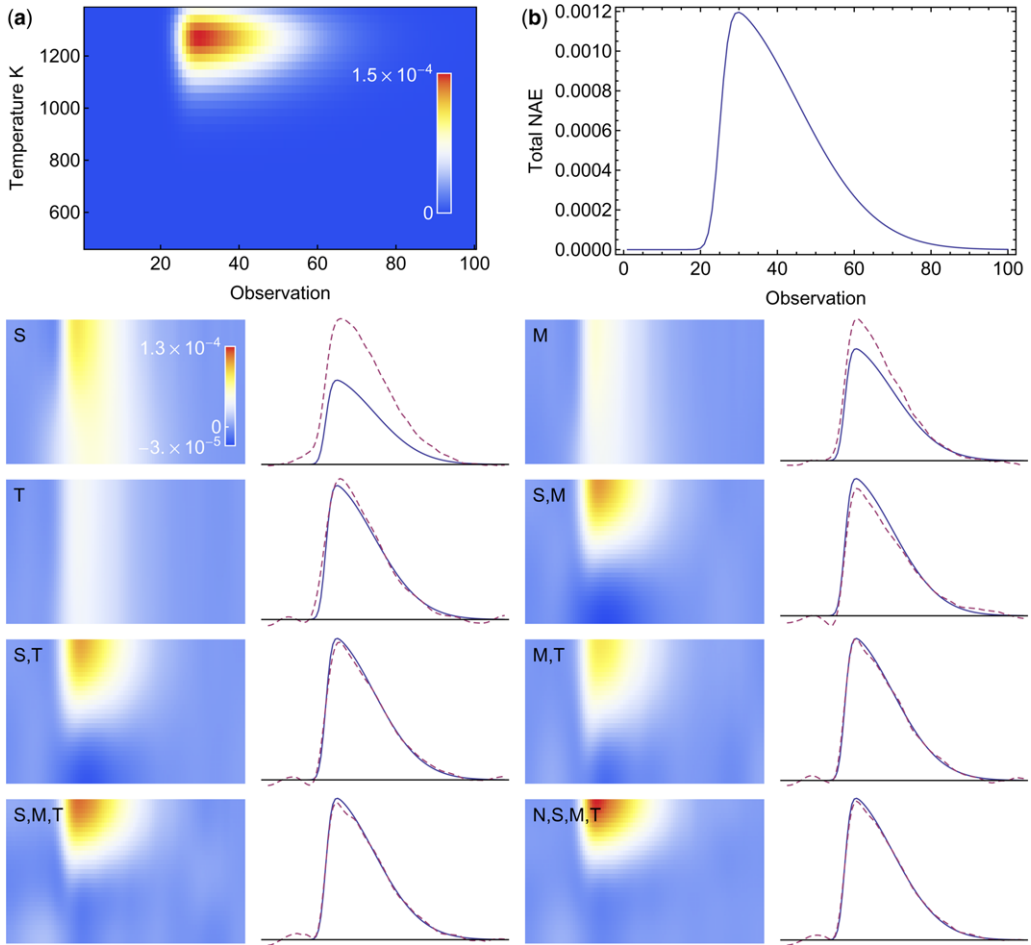 (a)
Temperature K
1200
1000
800
600
1.5 × 10⁻⁴
0
20
40
60
80
100
Observation
(b)
Total NAE
0.0012
0.0010
0.0008
0.0006
0.0004
0.0002
0.0000
0
20
40
60
80
100
Observation
S
1.3 × 10⁻⁴
0
−3. × 10⁻⁵
M
T
S,M
S,T
M,T
S,M,T
N,S,M,T